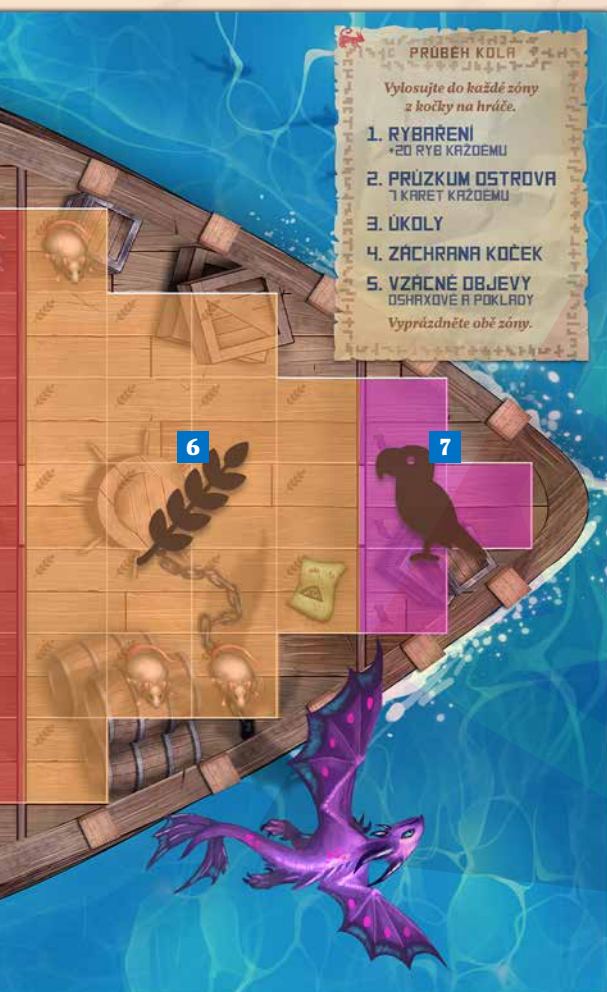 PRŮBĚH KOLA
Vylosujte do každé zóny
2 kočky na hráče.
1. RYBAŘENÍ
+20 RYB KAŽDÉMU
2. PRŮZKUM OSTROVA
7 KARET KAŽDÉMU
3. ÚKOLY
4. ZÁCHRANA KOČEK
5. VZÁCNÉ OBJEVY
OSHAXOVÉ A POKLADY
Vyprázdněte obě zóny.
6
7